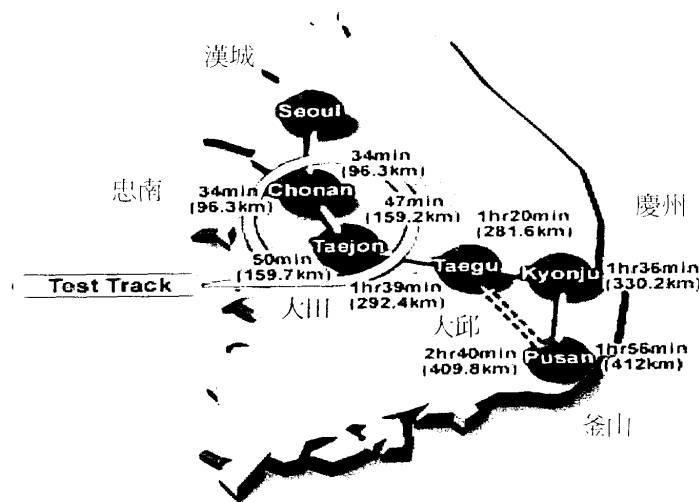 漢城
Seoul
34min
(96.3km)
忠南
34min
(96.3km)
Chonan
47min
(159.2km)
1hr20min
(281.6km)
慶州
Taejon
50min
(159.7km)
Taegu
Kyonju
1hr36min
(330.2km)
Test Track
1hr39min
(292.4km)
大田
大邱
2hr40min
(409.8km)
Pusan
1hr56min
(412km)
釜山